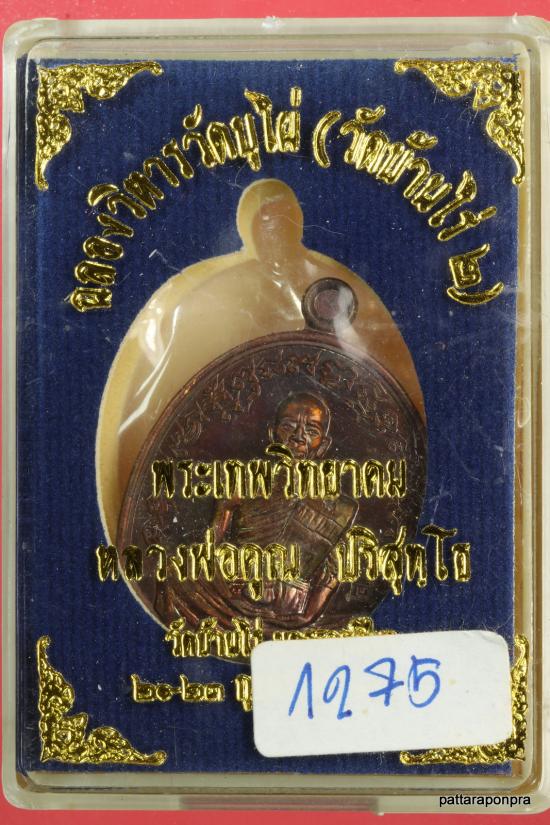 ฉลองวิหารวัดบุไผ่ (วัดบ้านไร่ ๒)
พระเทพวิทยาคม
หลวงพ่อคูณ ปริสุทฺโธ
วัดบ้านไร่
๒๑-๒๓
1275
pattaraponpra